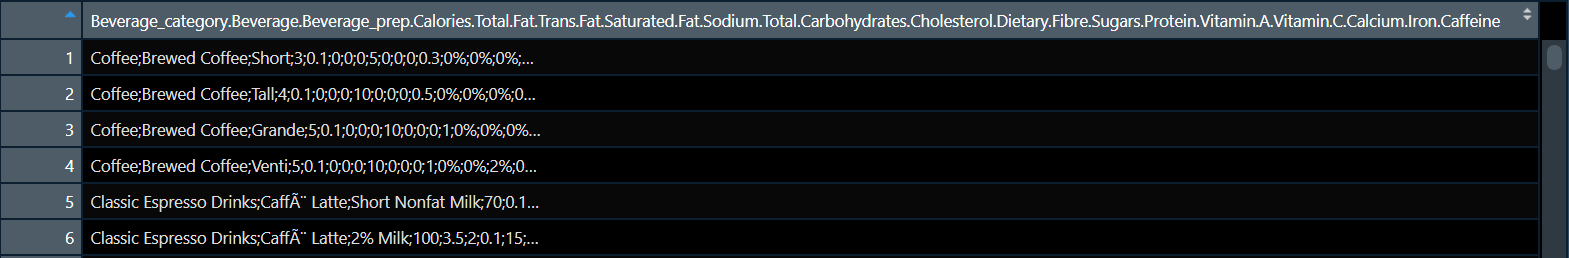 Beverage_category.Beverage.Beverage_prep.Calories.Total.Fat.Trans.Fat.Saturated.Fat.Sodium.Total.Carbohydrates.Cholesterol.Dietary.Fibre.Sugars.Protein.Vitamin.A.Vitamin.C.Calcium.Iron.Caffeine
1 Coffee;Brewed Coffee;Short;3;0.1;0;0;0;5;0;0;0;0.3;0%;0%;0%;...
2 Coffee;Brewed Coffee;Tall;4;0.1;0;0;0;10;0;0;0;0.5;0%;0%;0%;0...
3 Coffee;Brewed Coffee;Grande;5;0.1;0;0;0;10;0;0;0;1;0%;0%;0%...
4 Coffee;Brewed Coffee;Venti;5;0.1;0;0;0;10;0;0;0;1;0%;0%;2%;0...
5 Classic Espresso Drinks;CaffÃ¨ Latte;Short Nonfat Milk;70;0.1...
6 Classic Espresso Drinks;CaffÃ¨ Latte;2% Milk;100;3.5;2;0.1;15;...